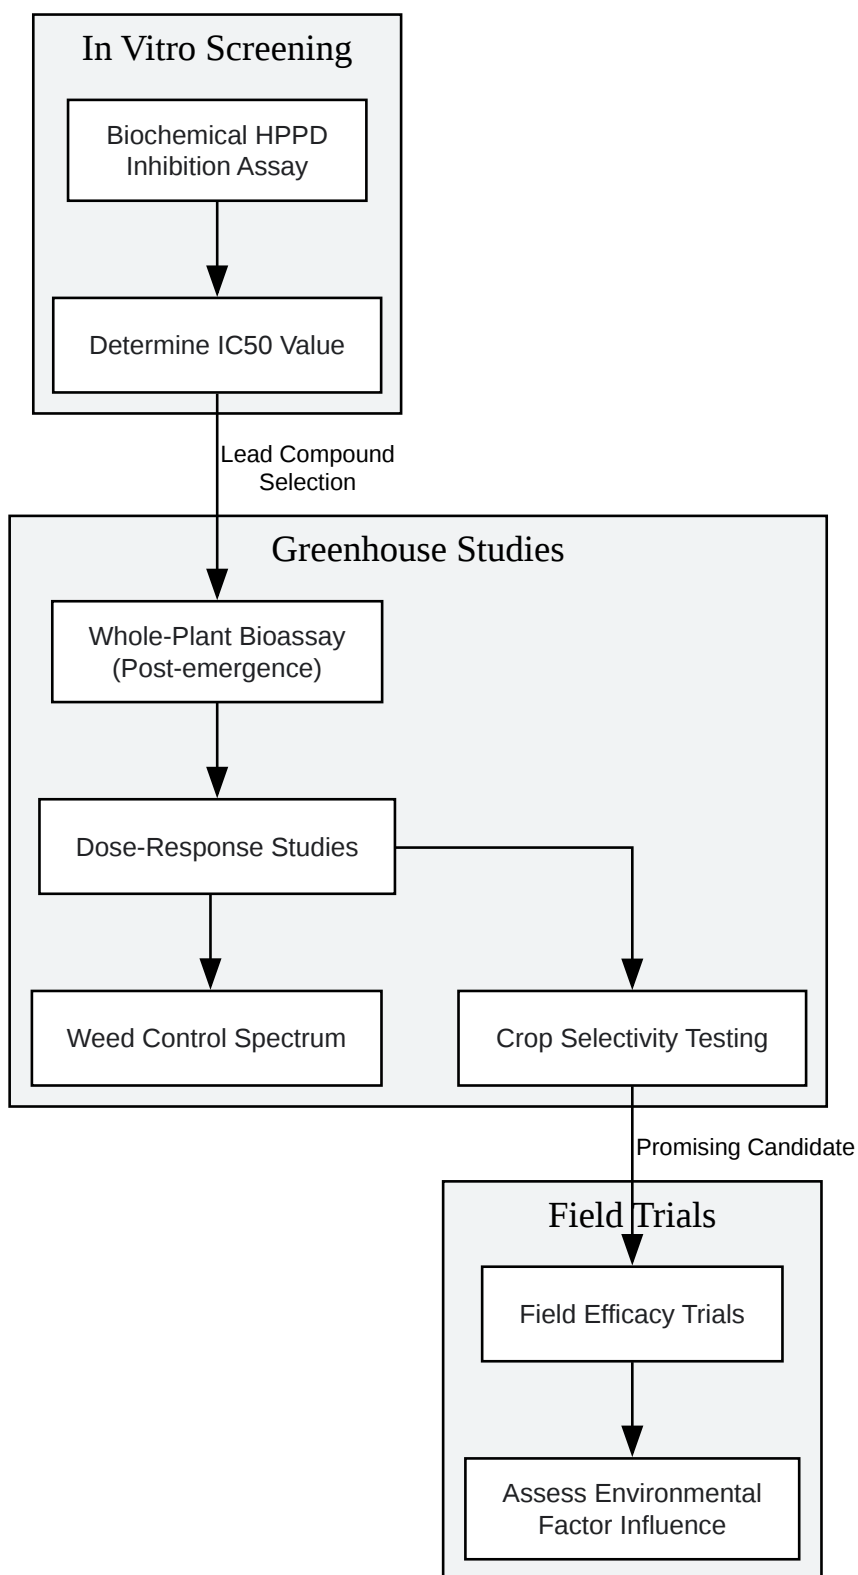 In Vitro Screening
Biochemical HPPD
Inhibition Assay
Determine IC50 Value
Lead Compound
Selection
Greenhouse Studies
Whole-Plant Bioassay
(Post-emergence)
Dose-Response Studies
Weed Control Spectrum
Crop Selectivity Testing
Promising Candidate
Field Trials
Field Efficacy Trials
Assess Environmental
Factor Influence